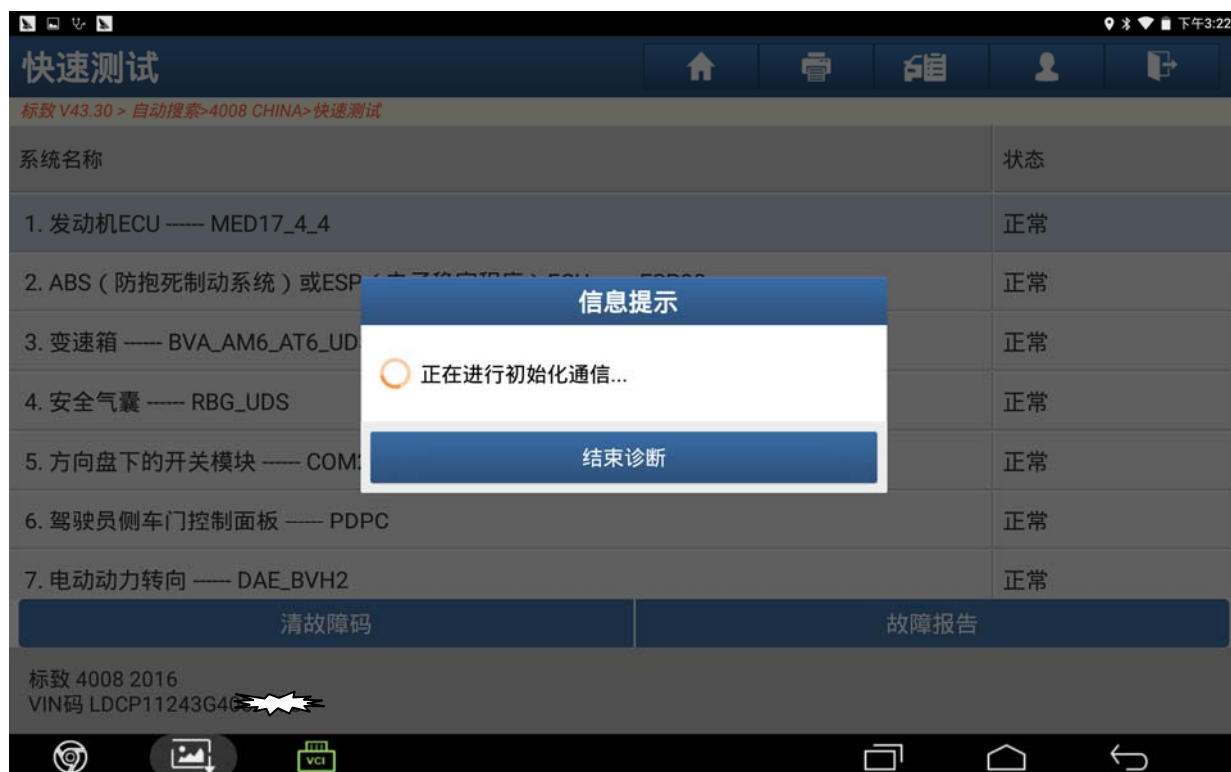 下午3:22
快速测试
标致 V43.30 > 自动搜索>4008 CHINA>快速测试
系统名称 状态
1. 发动机ECU —— MED17_4_4 正常
2. ABS（防抱死制动系统）或ESP 正常
信息提示
3. 变速箱 —— BVA_AM6_AT6_UD 正常
正在进行初始化通信...
4. 安全气囊 —— RBG_UDS 正常
5. 方向盘下的开关模块 —— COM 正常
结束诊断
6. 驾驶员侧车门控制面板 —— PDPC 正常
7. 电动动力转向 —— DAE_BVH2 正常
清故障码 故障报告
标致 4008 2016
VIN码 LDCP11243G4
VCI